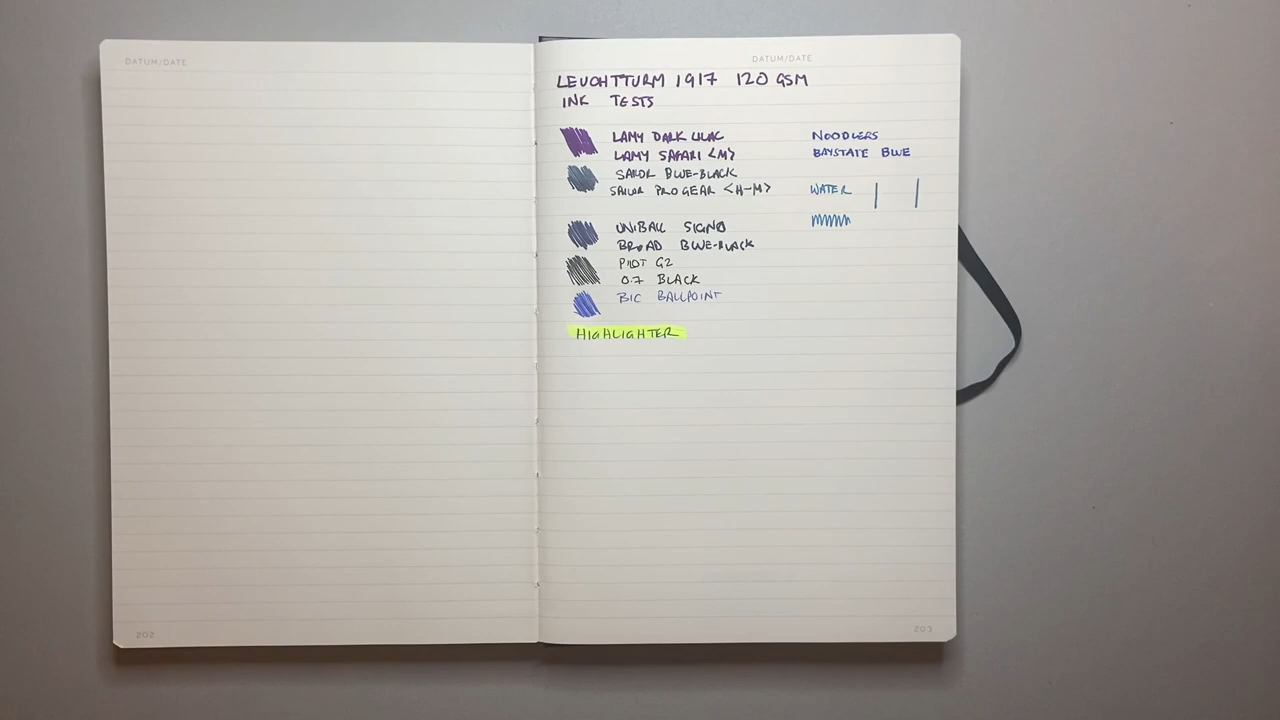 DATUM/DATE
DATUM/DATE
LEUCHTTURM 1917 120 GSM
INK TESTS
LAMY DARK LILAC
LAMY SAFARI <M>
SAILOR BLUE-BLACK
SAILOR PRO GEAR <H-M>
UNIBALL SIGNO
BROAD BLUE-BLACK
PILOT G2
0.7 BLACK
BIC BALLPOINT
HIGHLIGHTER
NOODLERS
BAYSTATE BLUE
WATER
202
203